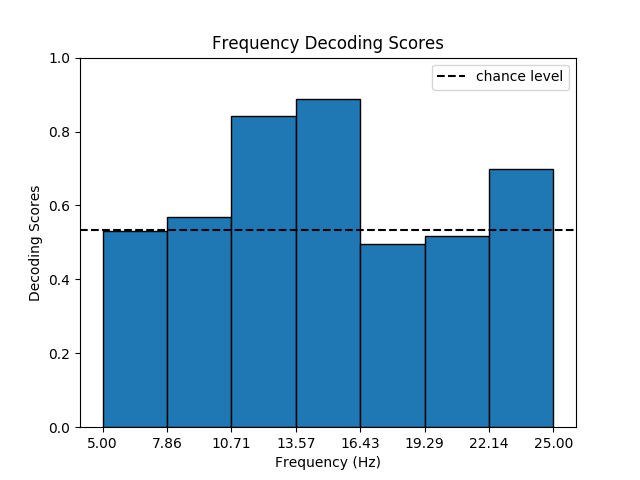 Frequency Decoding Scores
chance level
1.0
0.8
0.6
0.4
0.2
0.0
Decoding Scores
5.00 7.86 10.71 13.57 16.43 19.29 22.14 25.00
Frequency (Hz)